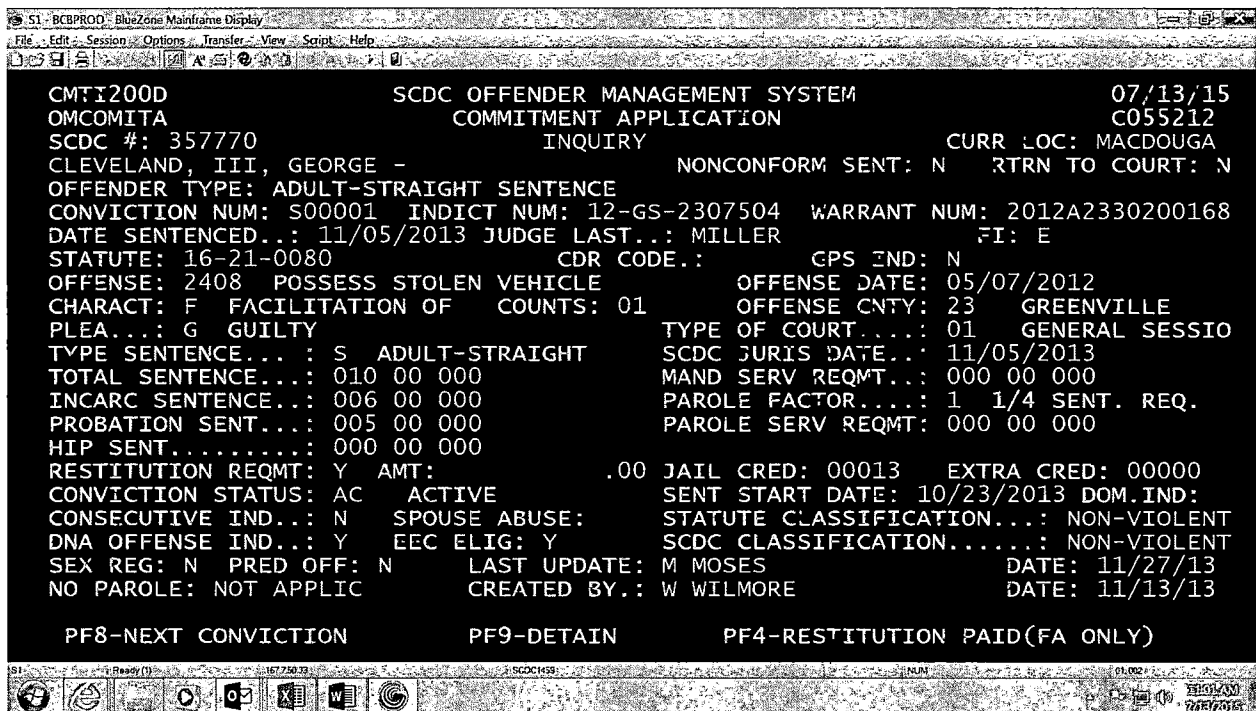 S1 - BCBPROD - BlueZone Mainframe Display
File Edit Session Options Transfer View Script Help
CMTI200D SCDC OFFENDER MANAGEMENT SYSTEM 07/13/15
OMCOMITA COMMITMENT APPLICATION C055212
SCDC #: 357770 INQUIRY CURR LOC: MACDOUGA
CLEVELAND, III, GEORGE - NONCONFORM SENT: N RTRN TO COURT: N
OFFENDER TYPE: ADULT-STRAIGHT SENTENCE
CONVICTION NUM: S00001 INDICT NUM: 12-GS-2307504 WARRANT NUM: 2012A2330200168
DATE SENTENCED..: 11/05/2013 JUDGE LAST..: MILLER FI: E
STATUTE: 16-21-0080 CDR CODE.: CPS IND: N
OFFENSE: 2408 POSSESS STOLEN VEHICLE OFFENSE DATE: 05/07/2012
CHARACT: F FACILITATION OF COUNTS: 01 OFFENSE CNTY: 23 GREENVILLE
PLEA...: G GUILTY TYPE OF COURT....: 01 GENERAL SESSIO
TYPE SENTENCE... : S ADULT-STRAIGHT SCDC JURIS DATE..: 11/05/2013
TOTAL SENTENCE...: 010 00 000 MAND SERV REQMT..: 000 00 000
INCARC SENTENCE..: 006 00 000 PAROLE FACTOR....: 1 1/4 SENT. REQ.
PROBATION SENT...: 005 00 000 PAROLE SERV REQMT: 000 00 000
HIP SENT.........: 000 00 000
RESTITUTION REQMT: Y AMT: .00 JAIL CRED: 00013 EXTRA CRED: 00000
CONVICTION STATUS: AC ACTIVE SENT START DATE: 10/23/2013 DOM.IND:
CONSECUTIVE IND..: N SPOUSE ABUSE: STATUTE CLASSIFICATION...: NON-VIOLENT
DNA OFFENSE IND..: Y EEC ELIG: Y SCDC CLASSIFICATION......: NON-VIOLENT
SEX REG: N PRED OFF: N LAST UPDATE: M MOSES DATE: 11/27/13
NO PAROLE: NOT APPLIC CREATED BY.: W WILMORE DATE: 11/13/13
PF8-NEXT CONVICTION PF9-DETAIN PF4-RESTITUTION PAID(FA ONLY)
S1 Ready (1) SCDC1459 NUM
11:01 AM
7/13/2015